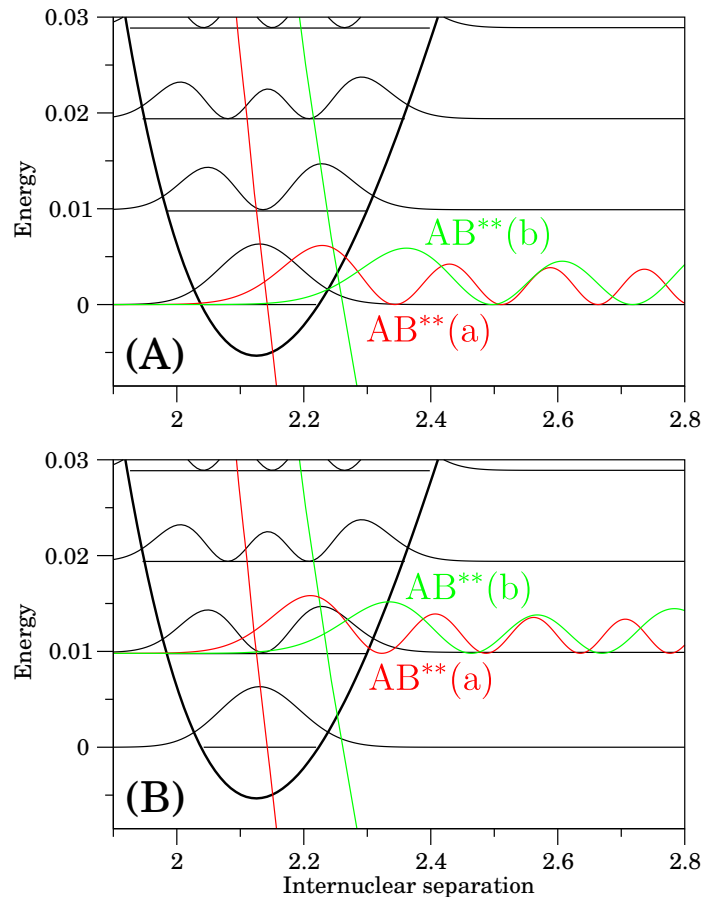 0.03
0.02
Energy
0.01
AB**(b)
0
AB**(a)
(A)
2 2.2 2.4 2.6 2.8
0.03
0.02
AB**(b)
Energy
0.01
AB**(a)
0
(B)
2 2.2 2.4 2.6 2.8
Internuclear separation